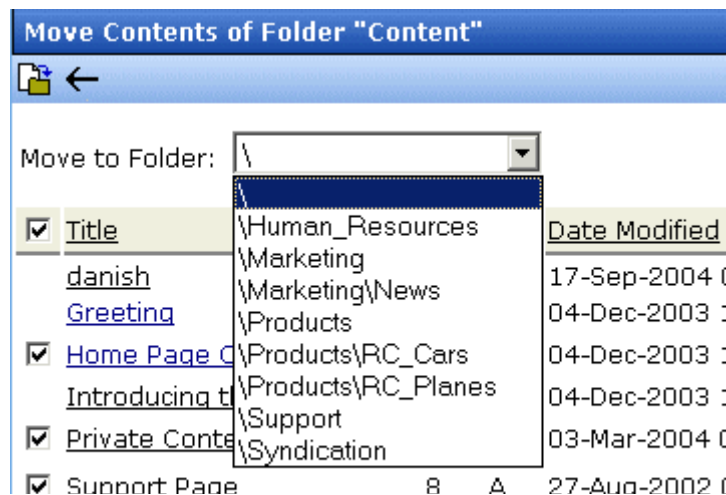 Move Contents of Folder "Content"
Move to Folder: \
\
\Human_Resources
\Marketing
\Marketing\News
\Products
\Products\RC_Cars
\Products\RC_Planes
\Support
\Syndication
Title Date Modified
danish 17-Sep-2004
Greeting 04-Dec-2003
Home Page 04-Dec-2003
Introducing 04-Dec-2003
Private 03-Mar-2004
Support Page 8 A 27-Aug-2002